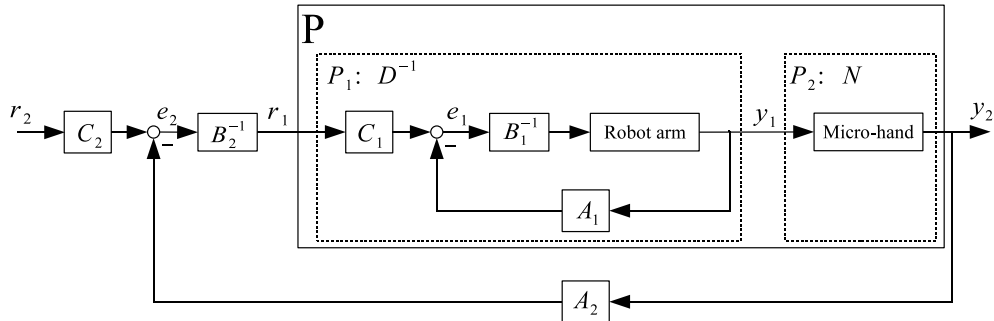 P
P₁: D⁻¹
P₂: N
r₂
C₂
e₂
−
B₂⁻¹
r₁
C₁
e₁
−
B₁⁻¹
Robot arm
y₁
Micro-hand
y₂
A₁
A₂